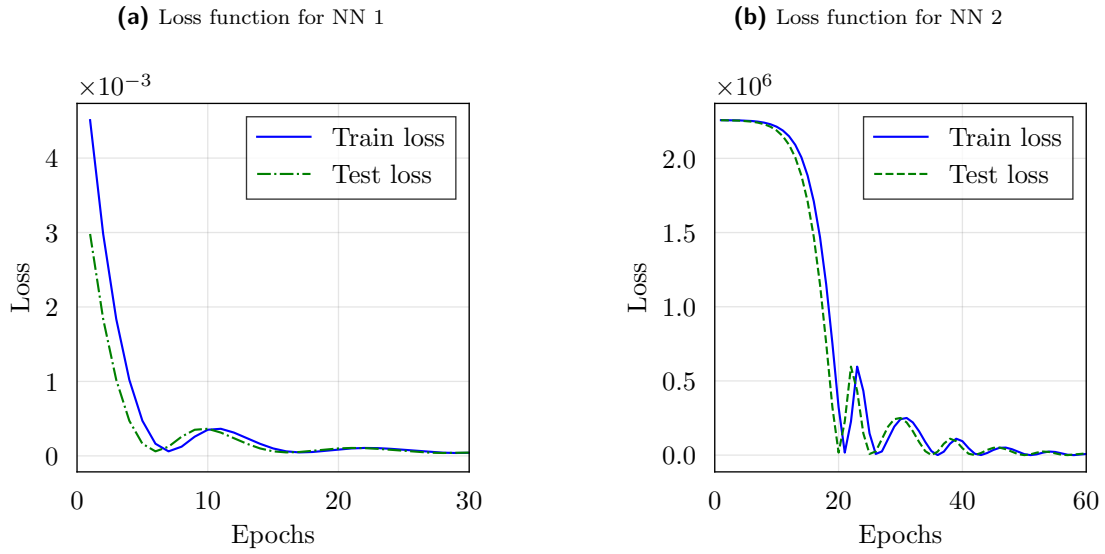 (a) Loss function for NN 1
×10⁻³
Train loss
Test loss
4
3
2
1
0
Loss
0 10 20 30
Epochs
(b) Loss function for NN 2
×10⁶
Train loss
Test loss
2.0
1.5
1.0
0.5
0.0
Loss
0 20 40 60
Epochs